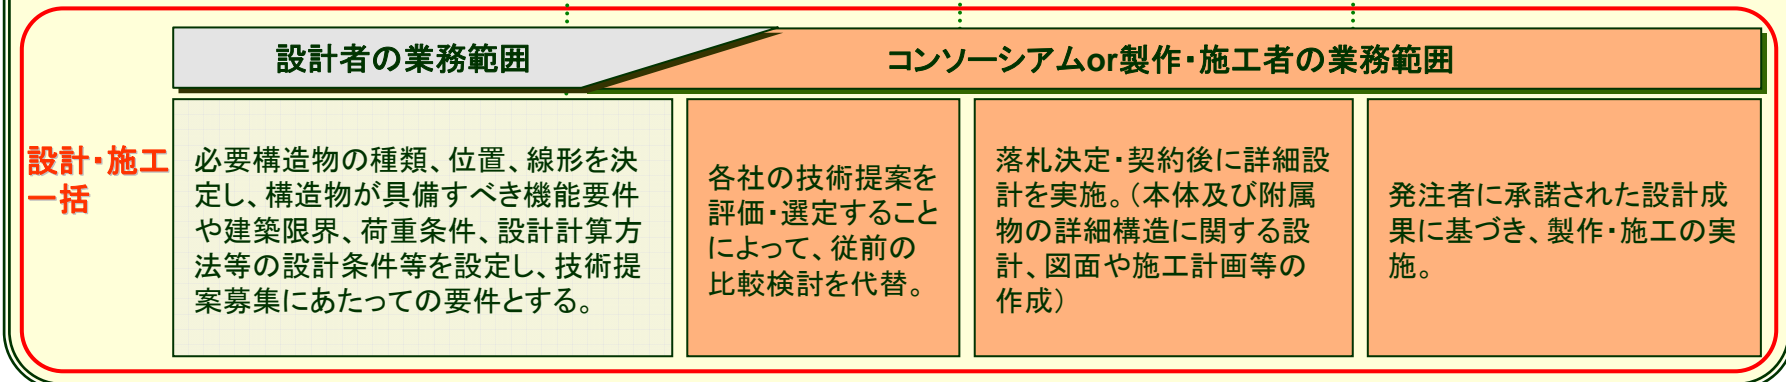 設計者の業務範囲
コンソーシアムor製作・施工者の業務範囲
設計・施工
一括
必要構造物の種類、位置、線形を決
定し、構造物が具備すべき機能要件
や建築限界、荷重条件、設計計算方
法等の設計条件等を設定し、技術提
案募集にあたっての要件とする。
各社の技術提案を
評価・選定すること
によって、従前の
比較検討を代替。
落札決定・契約後に詳細設
計を実施。（本体及び附属
物の詳細構造に関する設
計、図面や施工計画等の
作成）
発注者に承諾された設計成
果に基づき、製作・施工の実
施。